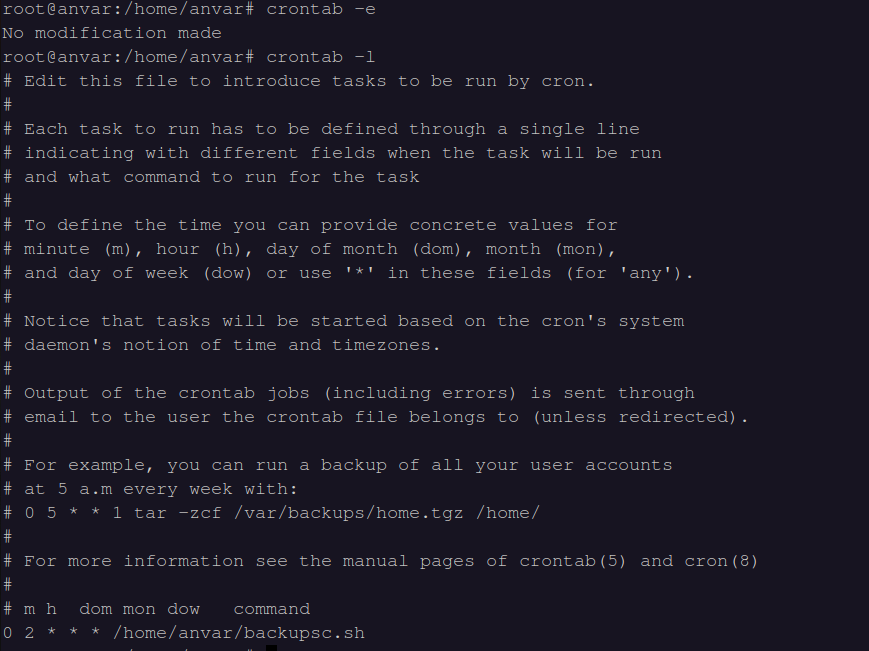 root@anvar:/home/anvar# crontab -e
No modification made
root@anvar:/home/anvar# crontab -l
# Edit this file to introduce tasks to be run by cron.
#
# Each task to run has to be defined through a single line
# indicating with different fields when the task will be run
# and what command to run for the task
#
# To define the time you can provide concrete values for
# minute (m), hour (h), day of month (dom), month (mon),
# and day of week (dow) or use '*' in these fields (for 'any').
#
# Notice that tasks will be started based on the cron's system
# daemon's notion of time and timezones.
#
# Output of the crontab jobs (including errors) is sent through
# email to the user the crontab file belongs to (unless redirected).
#
# For example, you can run a backup of all your user accounts
# at 5 a.m every week with:
# 0 5 * * 1 tar -zcf /var/backups/home.tgz /home/
#
# For more information see the manual pages of crontab(5) and cron(8)
#
# m h  dom mon dow   command
0 2 * * * /home/anvar/backupsc.sh